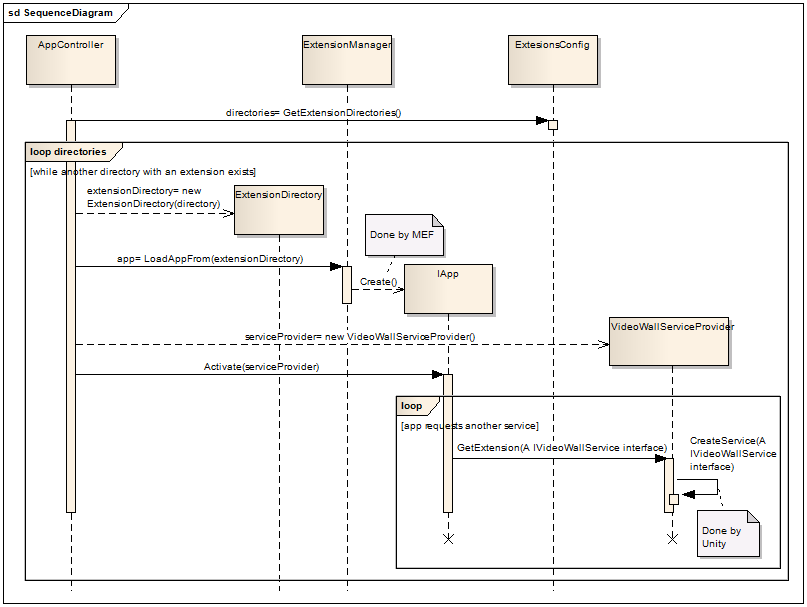 sd SequenceDiagram
AppController
ExtensionManager
ExtesionsConfig
directories= GetExtensionDirectories()
loop directories
[while another directory with an extension exists]
extensionDirectory= new
ExtensionDirectory(directory)
ExtensionDirectory
Done by MEF
app= LoadAppFrom(extensionDirectory)
IApp
Create()
VideoWallServiceProvider
serviceProvider= new VideoWallServiceProvider()
Activate(serviceProvider)
loop
[app requests another service]
GetExtension(A IVideoWallService interface)
CreateService(A
IVideoWallService
interface)
Done by
Unity